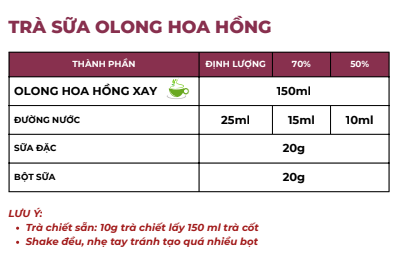 TRÀ SỮA OLONG HOA HỒNG
THÀNH PHẦN ĐỊNH LƯỢNG 70% 50%
OLONG HOA HỒNG XAY 150ml
ĐƯỜNG NƯỚC 25ml 15ml 10ml
SỮA ĐẶC 20g
BỘT SỮA 20g
LƯU Ý:
• Trà chiết sẵn: 10g trà chiết lấy 150 ml trà cốt
• Shake đều, nhẹ tay tránh tạo quá nhiều bọt